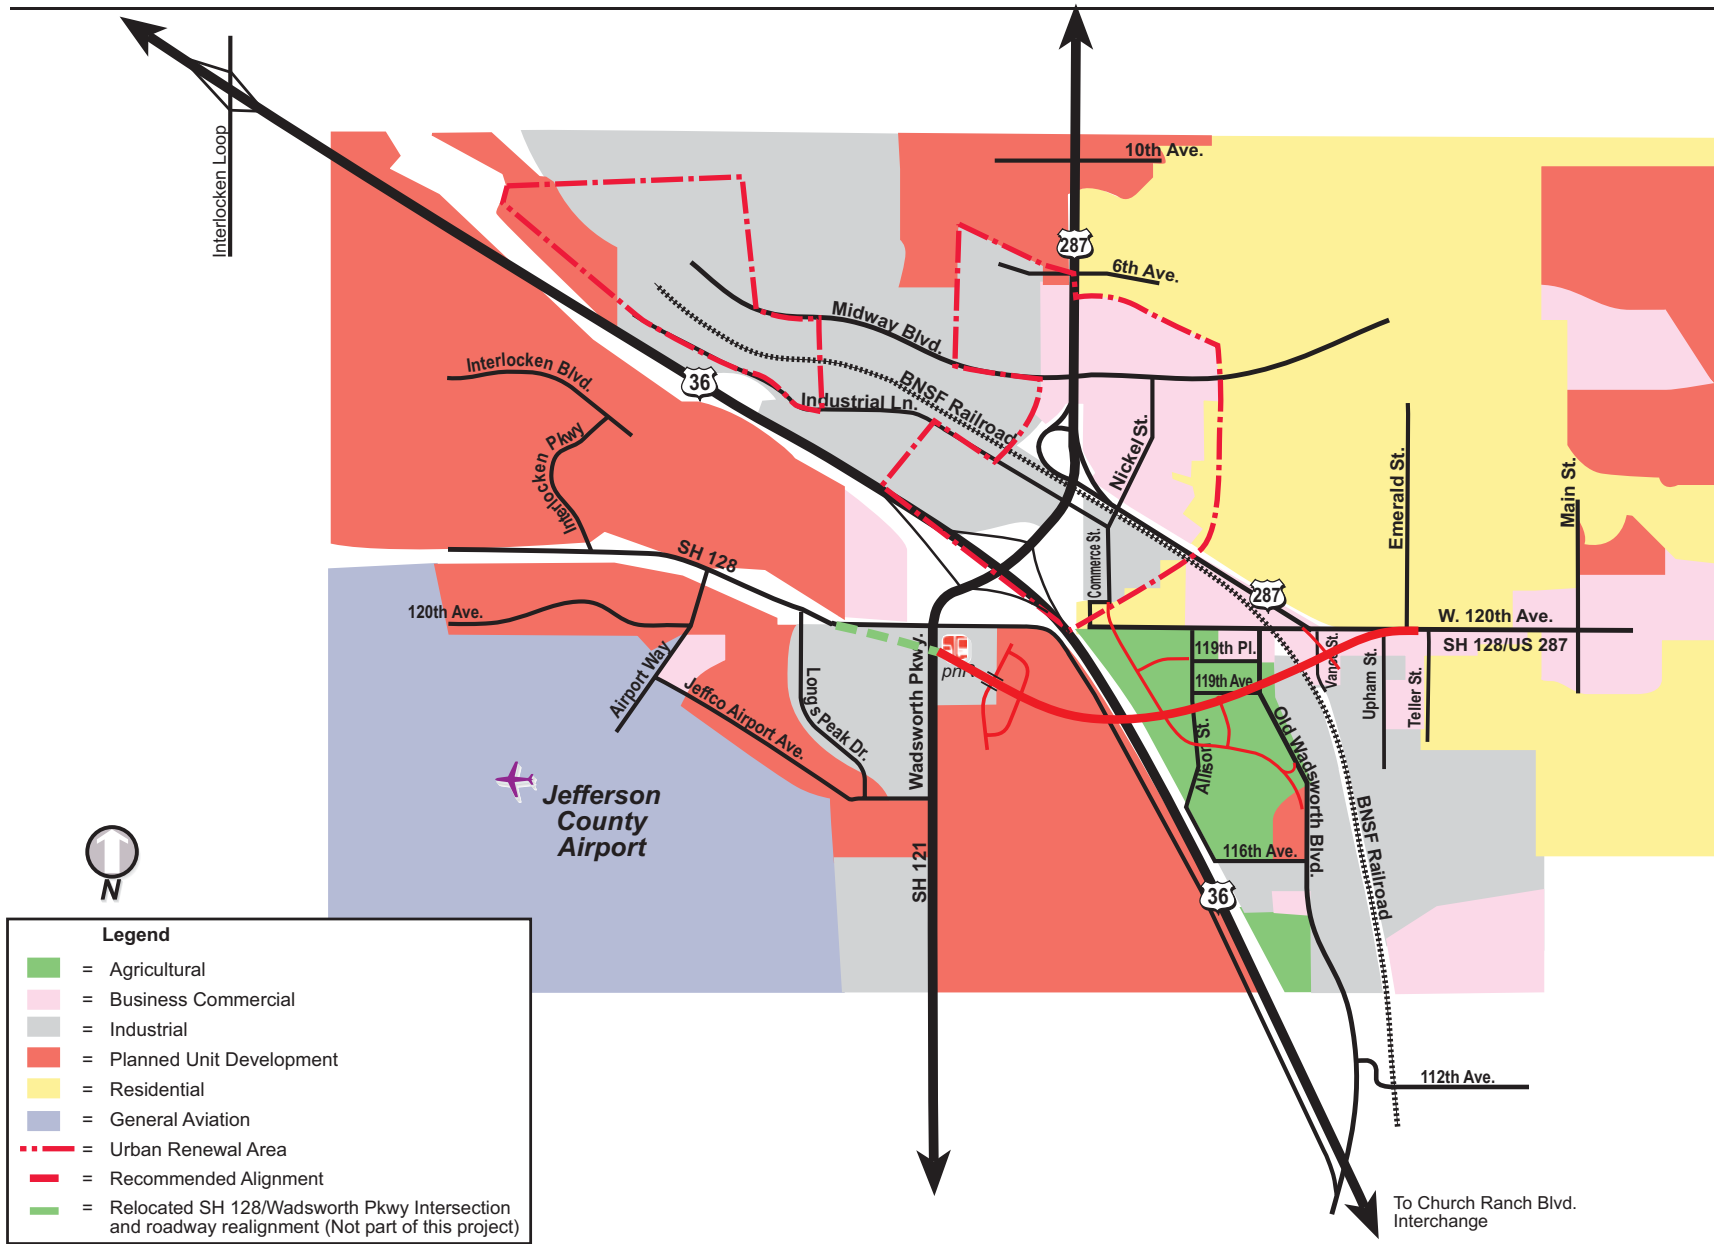 Interlocken Loop
10th Ave.
287
6th Ave.
Midway Blvd.
Interlocken Blvd.
36
BNSF Railroad
Industrial Ln.
Nickel St.
Interlocken Pkwy
Emerald St.
Main St.
SH 128
Commerce St.
120th Ave.
287
W. 120th Ave.
SH 128/US 287
119th Pl.
Vance St.
Airport Way
Longs Peak Dr.
Wadsworth Pkwy.
pnR
119th Ave.
Upham St.
Teller St.
Jeffco Airport Ave.
Allison St.
Old Wadsworth Blvd.
Jefferson
County
Airport
BNSF Railroad
116th Ave.
SH 121
36
N
112th Ave.
To Church Ranch Blvd.
Interchange
Legend
= Agricultural
= Business Commercial
= Industrial
= Planned Unit Development
= Residential
= General Aviation
= Urban Renewal Area
= Recommended Alignment
= Relocated SH 128/Wadsworth Pkwy Intersection
and roadway realignment (Not part of this project)